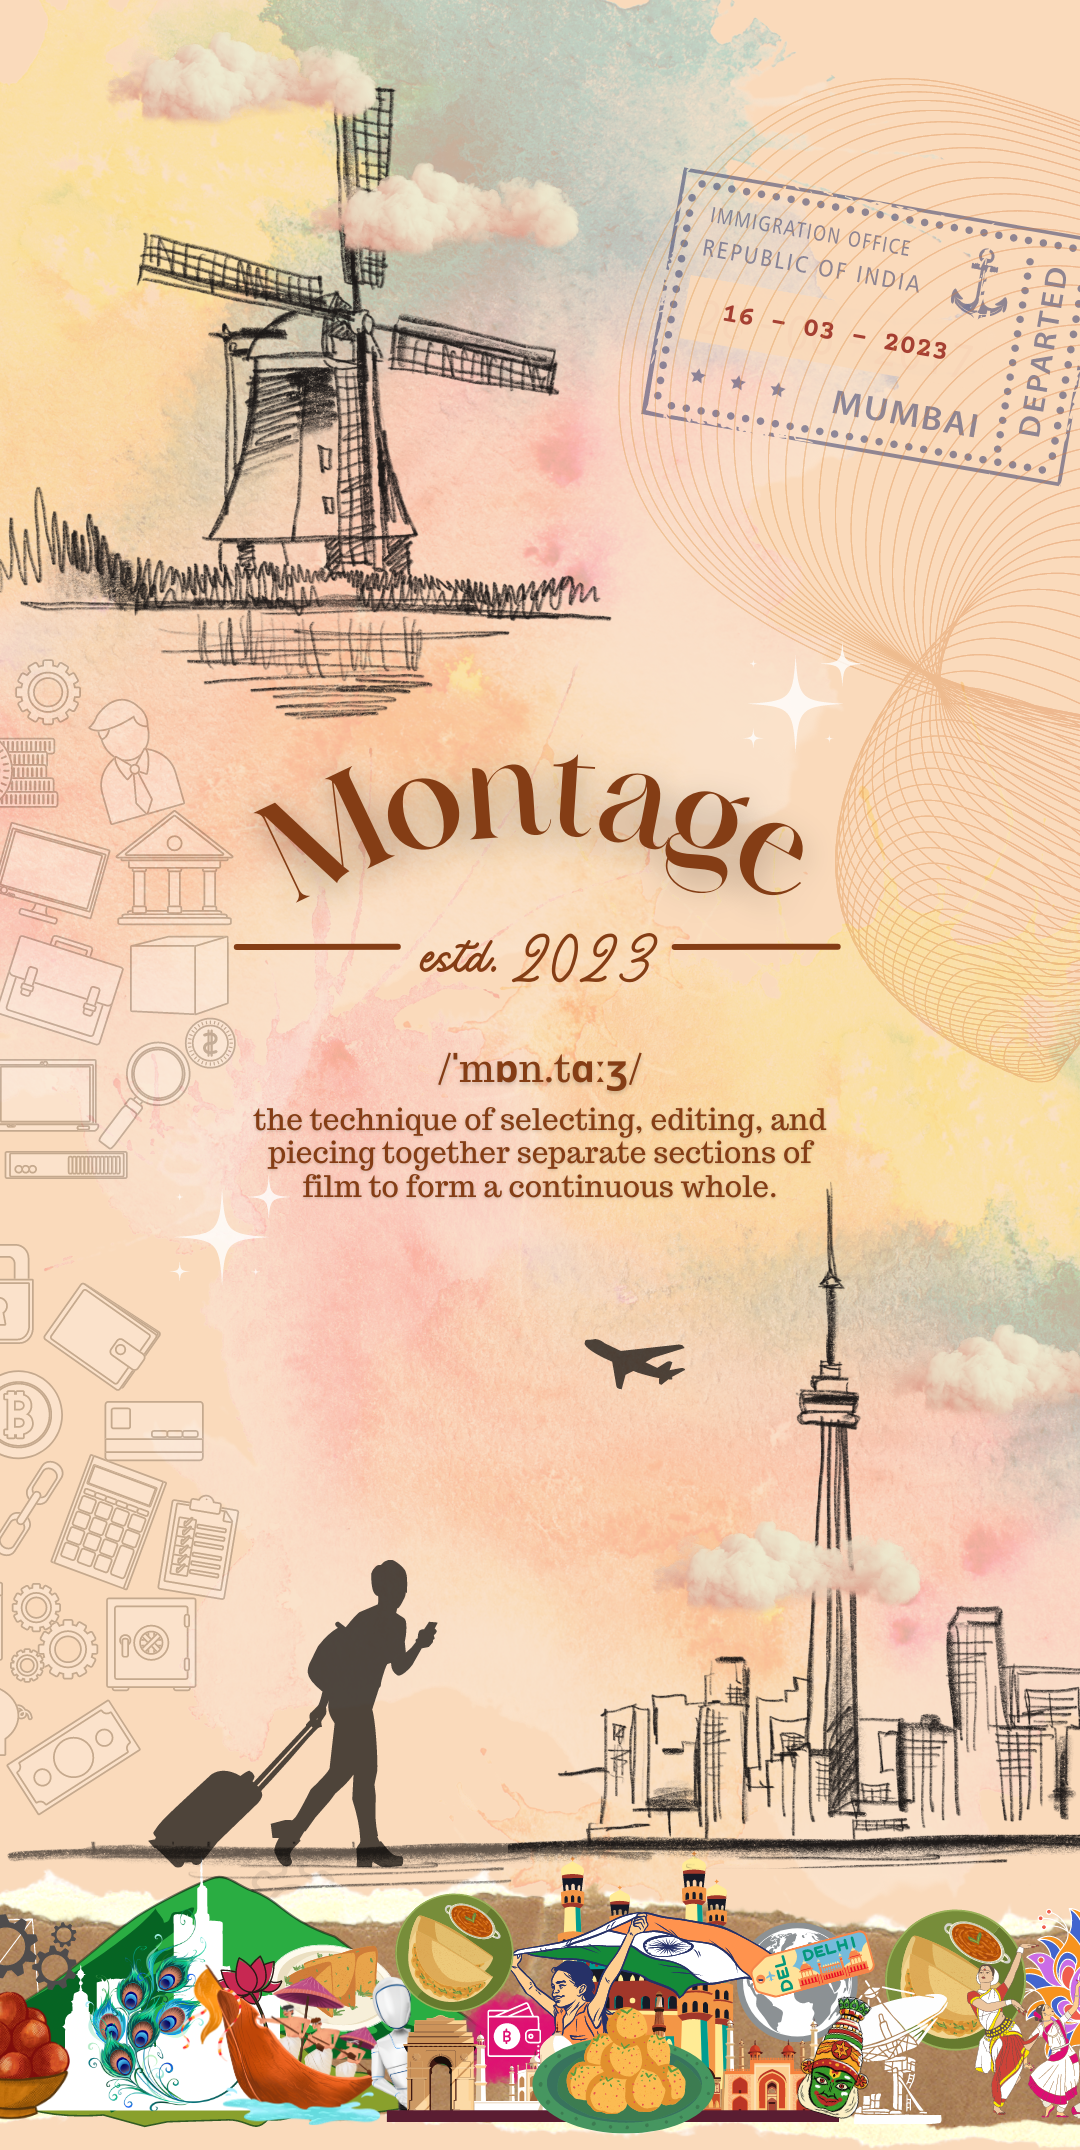 IMMIGRATION OFFICE
REPUBLIC OF INDIA
16 - 03 - 2023
MUMBAI
DEPARTED
Montage
estd. 2023
/ˈmɒn.tɑːʒ/
the technique of selecting, editing, and
piecing together separate sections of
film to form a continuous whole.
DEL
DELHI